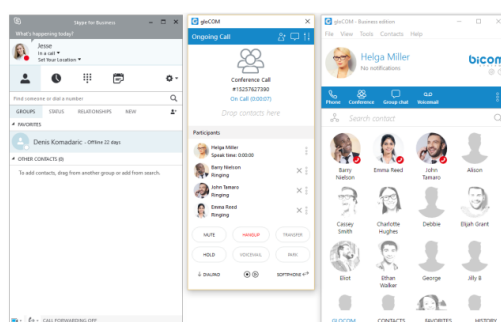 Skype for Business
What's happening today?
Jesse
In a call
Set Your Location
Find someone or dial a number
GROUPS STATUS RELATIONSHIPS NEW
FAVORITES
Denis Komadaric - Offline 22 days
OTHER CONTACTS (0)
To add contacts, drag from another group or add from search.
CALL FORWARDING OFF
gloCOM
Ongoing Call
Conference Call
#15257627390
On Call (0:00:07)
Drop contacts here
Participants
Helga Miller
Speak time: 0:00:00
Barry Nielson
Ringing
John Tamaro
Ringing
Emma Reed
Ringing
MUTE HANGUP TRANSFER
HOLD VOICEMAIL PARK
DIALPAD SOFTPHONE
gloCOM - Business edition
File View Tools Contacts Help
Helga Miller
No notifications
bicom
Phone Conference Group chat Voicemail
Search contact
Barry Nielson
Emma Reed
John Tamaro
Alison
Cassey Smith
Charlotte Hughes
Debbie
Elijah Grant
Eliot
Ethan Walker
George
Ally B
GLOCOM CONTACTS FAVORITES HISTORY